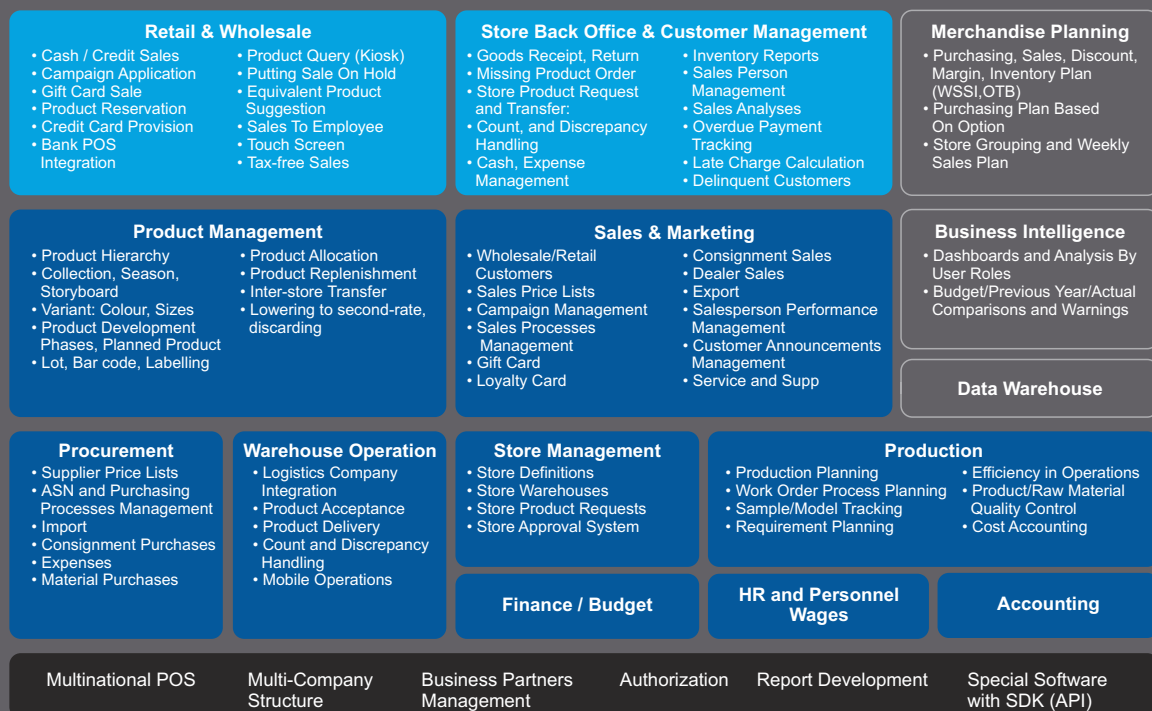 Retail & Wholesale
• Cash / Credit Sales
• Campaign Application
• Gift Card Sale
• Product Reservation
• Credit Card Provision
• Bank POS
Integration
• Product Query (Kiosk)
• Putting Sale On Hold
• Equivalent Product
Suggestion
• Sales To Employee
• Touch Screen
• Tax-free Sales
Store Back Office & Customer Management
• Goods Receipt, Return
• Missing Product Order
• Store Product Request
and Transfer:
• Count, and Discrepancy
Handling
• Cash, Expense
Management
• Inventory Reports
• Sales Person
Management
• Sales Analyses
• Overdue Payment
Tracking
• Late Charge Calculation
• Delinquent Customers
Merchandise Planning
• Purchasing, Sales, Discount,
Margin, Inventory Plan
(WSSI,OTB)
• Purchasing Plan Based
On Option
• Store Grouping and Weekly
Sales Plan
Product Management
• Product Hierarchy
• Collection, Season,
Storyboard
• Variant: Colour, Sizes
• Product Development
Phases, Planned Product
• Lot, Bar code, Labelling
• Product Allocation
• Product Replenishment
• Inter-store Transfer
• Lowering to second-rate,
discarding
Sales & Marketing
• Wholesale/Retail
Customers
• Sales Price Lists
• Campaign Management
• Sales Processes
Management
• Gift Card
• Loyalty Card
• Consignment Sales
• Dealer Sales
• Export
• Salesperson Performance
Management
• Customer Announcements
Management
• Service and Supp
Business Intelligence
• Dashboards and Analysis By
User Roles
• Budget/Previous Year/Actual
Comparisons and Warnings
Data Warehouse
Procurement
• Supplier Price Lists
• ASN and Purchasing
Processes Management
• Import
• Consignment Purchases
• Expenses
• Material Purchases
Warehouse Operation
• Logistics Company
Integration
• Product Acceptance
• Product Delivery
• Count and Discrepancy
Handling
• Mobile Operations
Store Management
• Store Definitions
• Store Warehouses
• Store Product Requests
• Store Approval System
Production
• Production Planning
• Work Order Process Planning
• Sample/Model Tracking
• Requirement Planning
• Efficiency in Operations
• Product/Raw Material
Quality Control
• Cost Accounting
Finance / Budget
HR and Personnel
Wages
Accounting
Multinational POS
Multi-Company
Structure
Business Partners
Management
Authorization
Report Development
Special Software
with SDK (API)